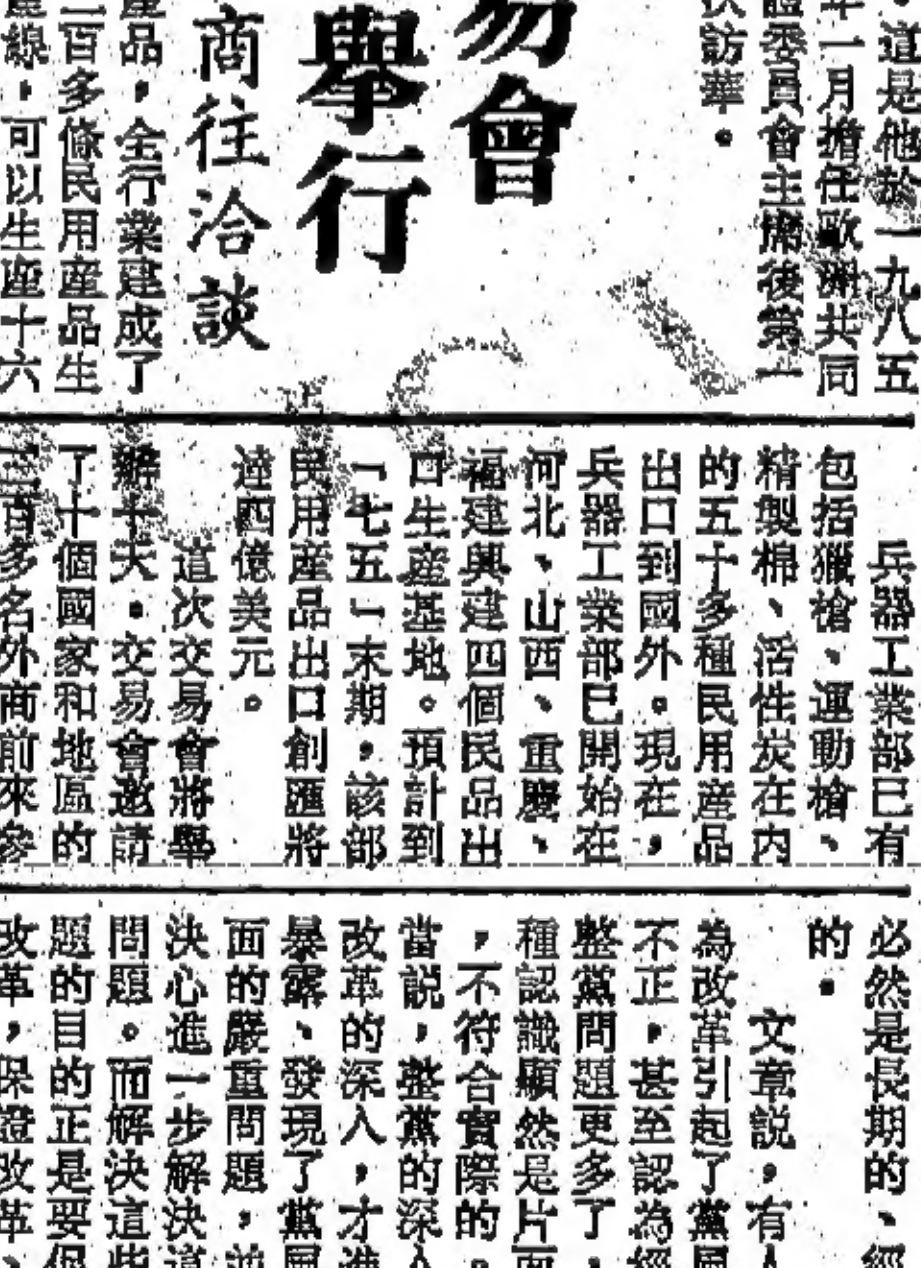 。這是他於一九八五
年一月擔任歐洲共同
體委員會主席後第一
次訪華。
易會
舉行
商往洽談
產品,全行業建成了
二百多條民用産品生
產線,可以生産十六
兵器工業部已有
包括獵槍、運動槍、
精製棉、活性炭在内
的五十多種民用産品
出口到國外。現在,
兵器工業部已開始在
河北、山西、重慶、
福建興建四個民品出
口生産基地。預計到
「七五」末期,該部
民用産品出口創匯將
達四億美元。
這次交易會將舉
辦十天。交易會邀請
了十個國家和地區的
百多名外商前來參
必然是長期的、經
的。
文章説,有人
為改革引起了黨風
不正,甚至認為經
整黨問題更多了,
種認識顯然是片面
,不符合實際的。
當説,整黨的深入
改革的深入,才進
暴露、發現了黨風
面的嚴重問題,並
決心進一步解決這
問題。而解決這些
題的目的正是要保
改革,保證改革、